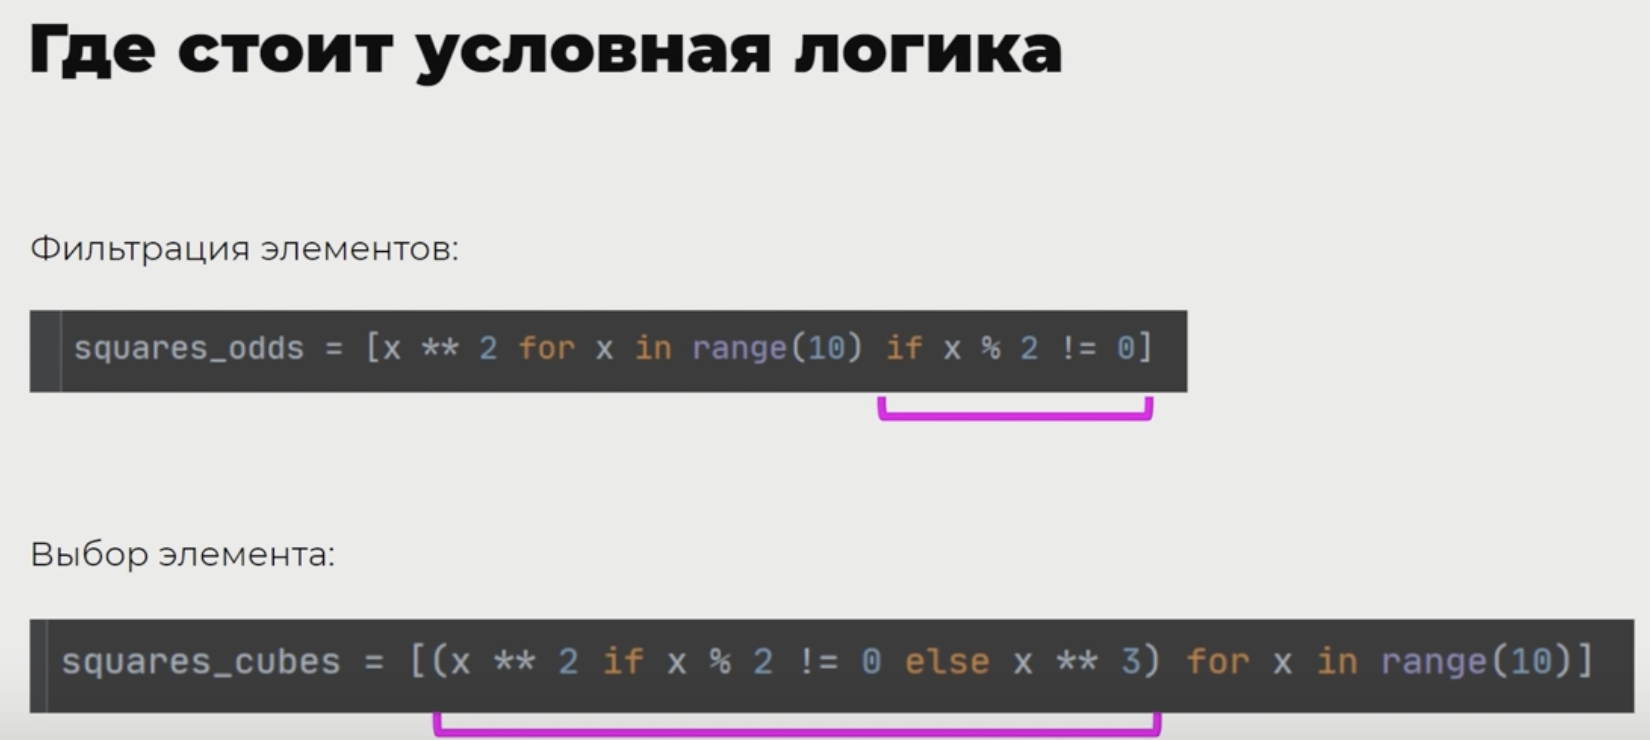 Где стоит условная логика
Фильтрация элементов:
squares_odds = [x ** 2 for x in range(10) if x % 2 != 0]
Выбор элемента:
squares_cubes = [(x ** 2 if x % 2 != 0 else x ** 3) for x in range(10)]